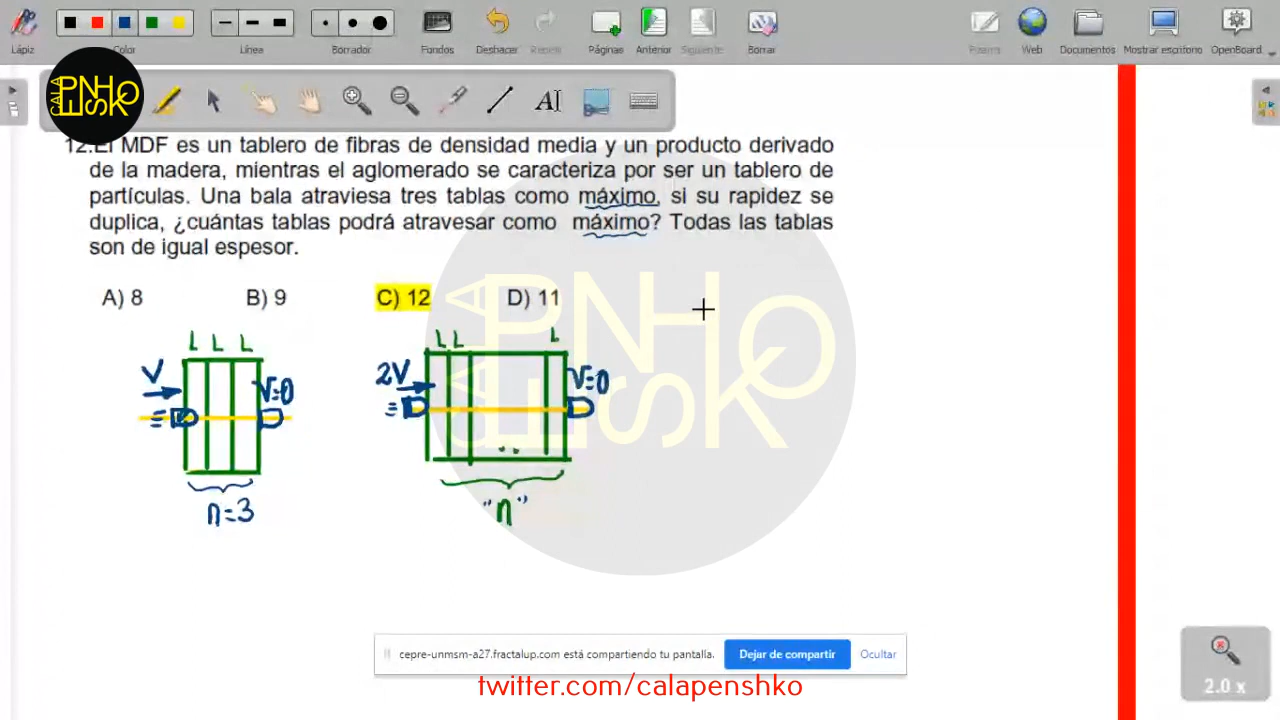 Lápiz Color Línea Borrador Fondos Deshacer Repetir Páginas Anterior Siguiente Borrar Pizarra Web Documentos Mostrar escritorio OpenBoard
CALA PENSHKO
12.El MDF es un tablero de fibras de densidad media y un producto derivado
de la madera, mientras el aglomerado se caracteriza por ser un tablero de
partículas. Una bala atraviesa tres tablas como máximo, si su rapidez se
duplica, ¿cuántas tablas podrá atravesar como máximo? Todas las tablas
son de igual espesor.
A) 8 B) 9 C) 12 D) 11
L L L
L L L
V V=0
2V V=0
n=3
"n"
cepre-unmsm-a27.fractalup.com está compartiendo tu pantalla. Dejar de compartir Ocultar
twitter.com/calapenshko
2.0 x